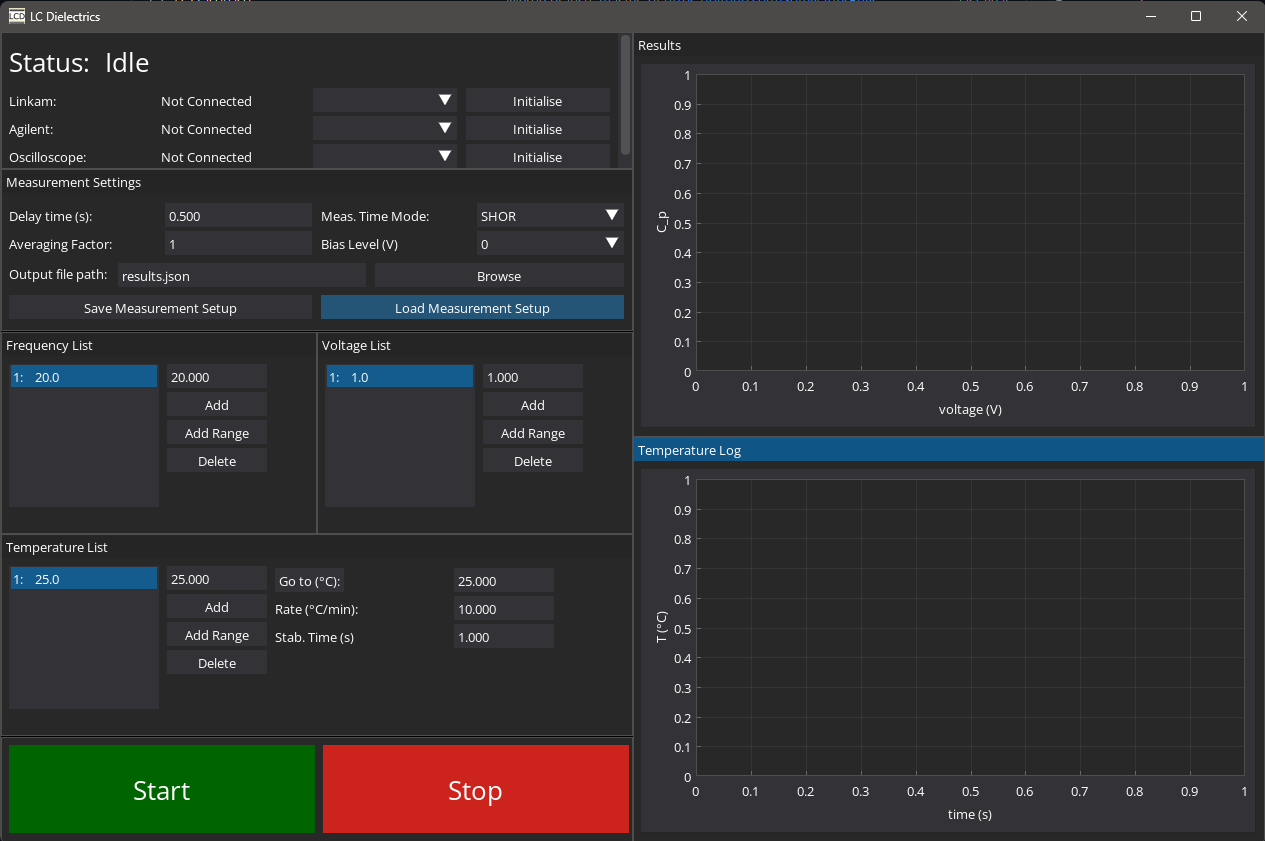 LCD LC Dielectrics
Status: Idle
Linkam: Not Connected Initialise
Agilent: Not Connected Initialise
Oscilloscope: Not Connected Initialise
Measurement Settings
Delay time (s): 0.500 Meas. Time Mode: SHOR
Averaging Factor: 1 Bias Level (V) 0
Output file path: results.json Browse
Save Measurement Setup Load Measurement Setup
Frequency List
1: 20.0 20.000
Add
Add Range
Delete
Voltage List
1: 1.0 1.000
Add
Add Range
Delete
Temperature List
1: 25.0 25.000 Go to (°C): 25.000
Add Rate (°C/min): 10.000
Add Range Stab. Time (s) 1.000
Delete
Start Stop
Results
1
0.9
0.8
0.7
0.6
0.5
0.4
0.3
0.2
0.1
0
C_p
0 0.1 0.2 0.3 0.4 0.5 0.6 0.7 0.8 0.9 1
voltage (V)
Temperature Log
1
0.9
0.8
0.7
0.6
0.5
0.4
0.3
0.2
0.1
0
T (°C)
0 0.1 0.2 0.3 0.4 0.5 0.6 0.7 0.8 0.9 1
time (s)